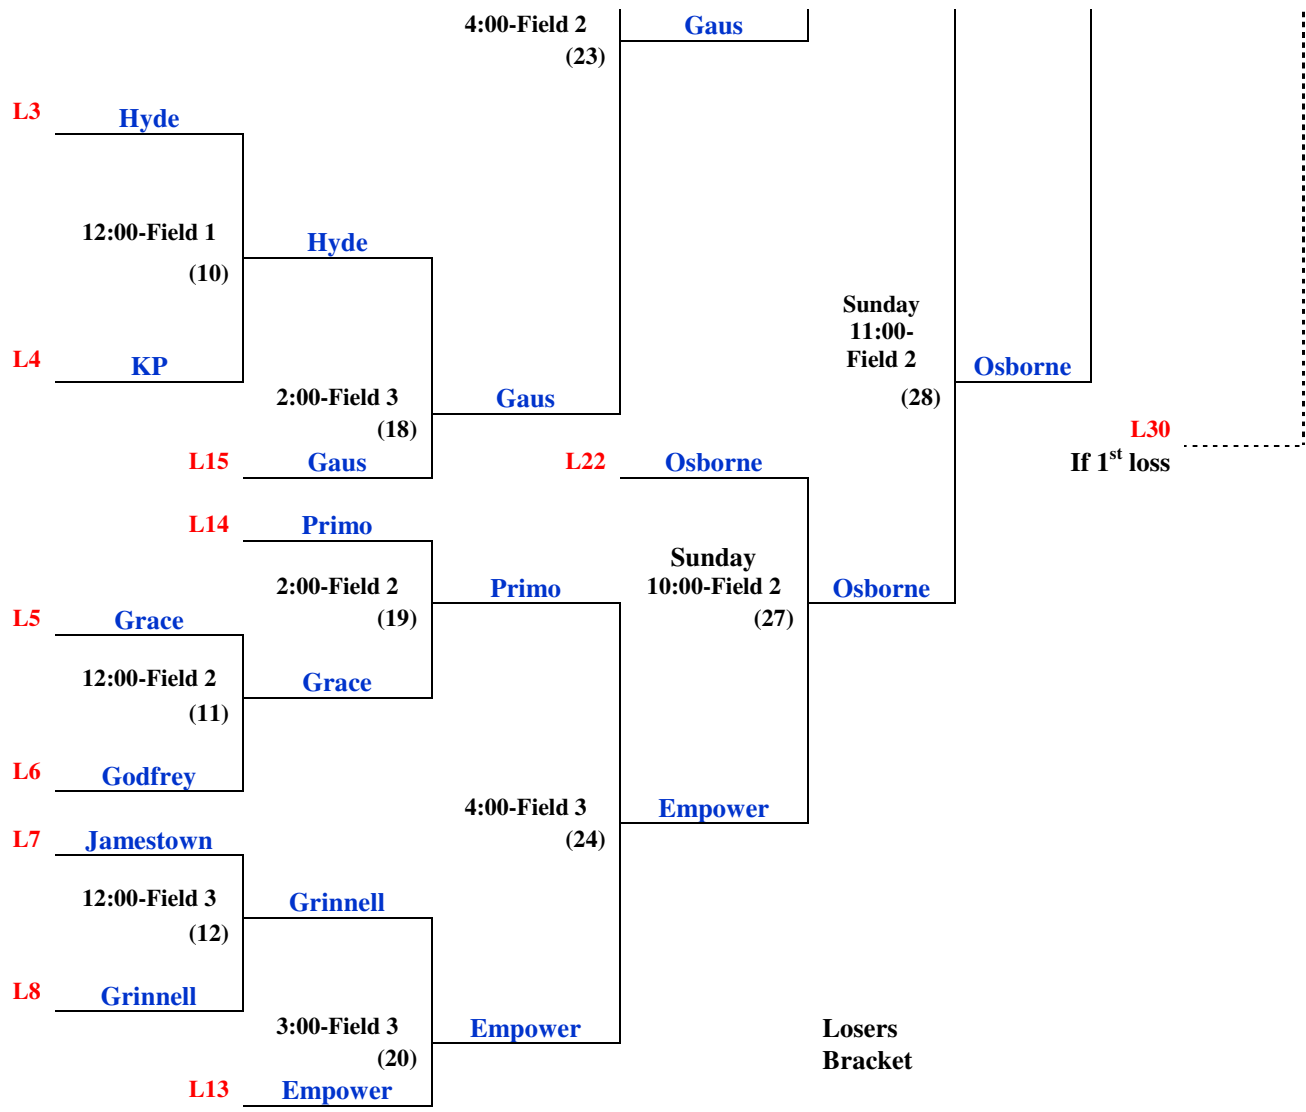 4:00-Field 2
Gaus
(23)
L3
Hyde
12:00-Field 1
Hyde
(10)
Sunday
11:00-
Field 2
L4
KP
Osborne
2:00-Field 3
Gaus
(28)
(18)
L30
L15
Gaus
L22
Osborne
If 1st loss
L14
Primo
Sunday
2:00-Field 2
Primo
10:00-Field 2
Osborne
L5
Grace
(19)
(27)
12:00-Field 2
Grace
(11)
L6
Godfrey
4:00-Field 3
Empower
L7
Jamestown
(24)
12:00-Field 3
Grinnell
(12)
L8
Grinnell
3:00-Field 3
Empower
Losers
(20)
Bracket
L13
Empower